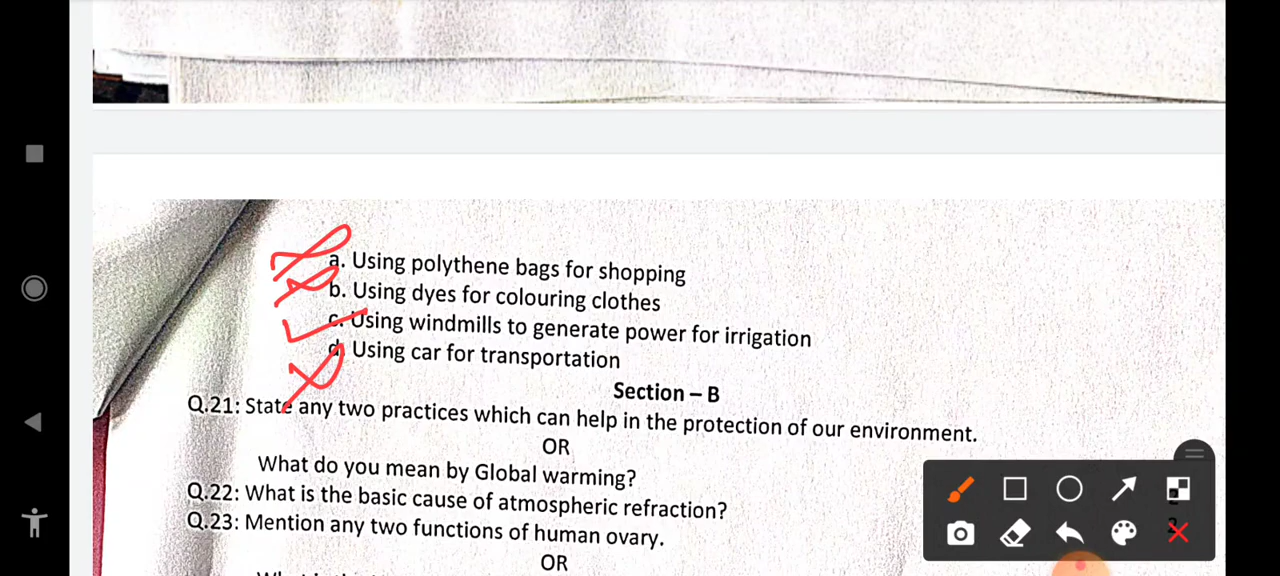 a. Using polythene bags for shopping
b. Using dyes for colouring clothes
c. Using windmills to generate power for irrigation
d. Using car for transportation
Section – B
Q.21: State any two practices which can help in the protection of our environment.
OR
What do you mean by Global warming?
Q.22: What is the basic cause of atmospheric refraction?
Q.23: Mention any two functions of human ovary.
OR